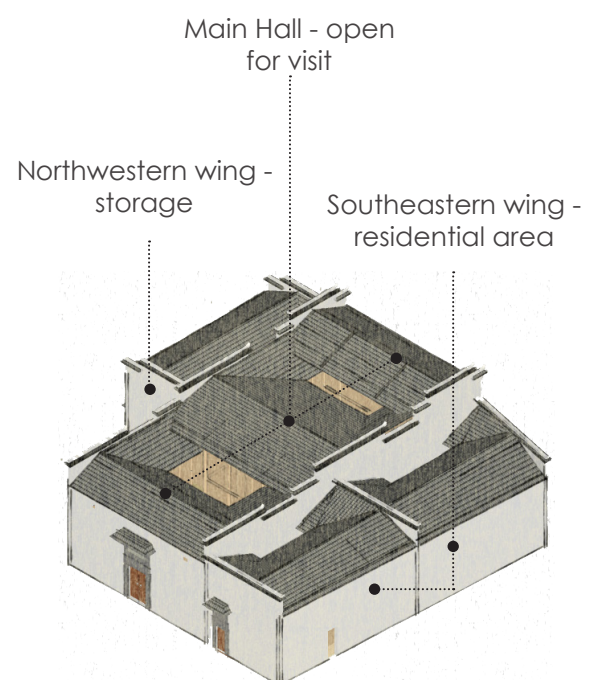 Main Hall - open
for visit
Northwestern wing -
storage
Southeastern wing -
residential area